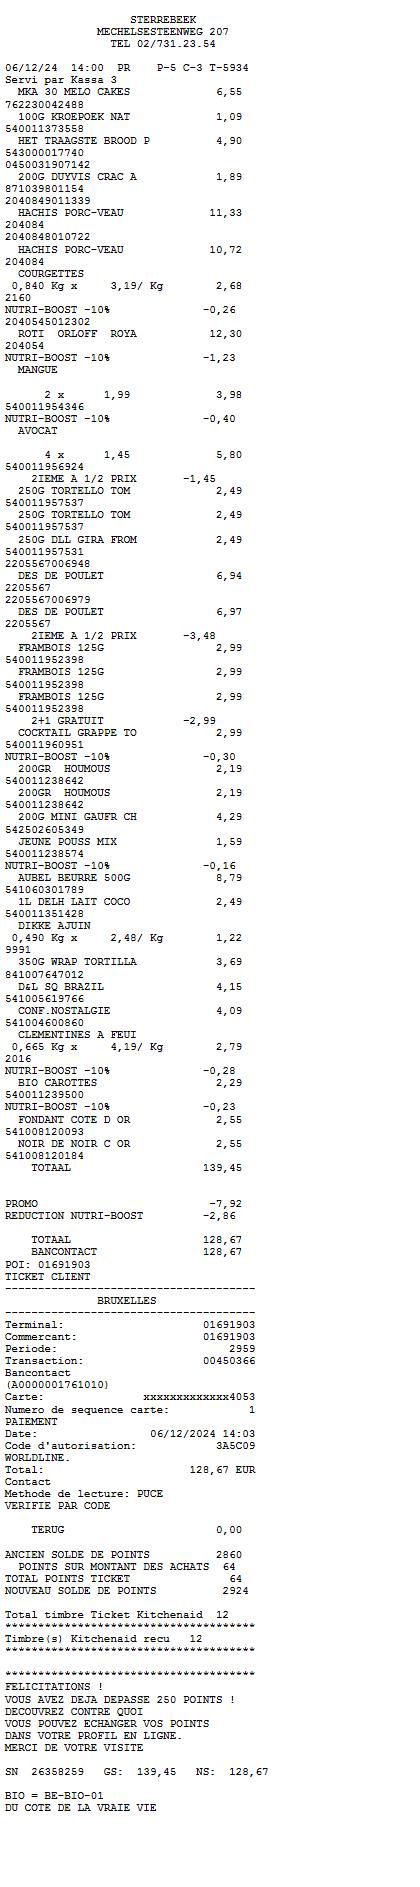 STERREBEEK
MECHELSESTEENWEG 207
TEL 02/731.23.54
06/12/24 14:00 PR P-5 C-3 T-5934
Servi par Kassa 3
MKA 30 MELO CAKES 6,55
762230042488
100G KROEPOEK NAT 1,09
540011373558
HET TRAAGSTE BROOD P 4,90
543000017740
0450031907142
200G DUYVIS CRAC A 1,89
871039801154
2040849011339
HACHIS PORC-VEAU 11,33
204084
2040848010722
HACHIS PORC-VEAU 10,72
204084
COURGETTES
0,840 Kg x 3,19/ Kg 2,68
2160
NUTRI-BOOST -10% -0,26
2040545012302
ROTI ORLOFF ROYA 12,30
204054
NUTRI-BOOST -10% -1,23
MANGUE
2 x 1,99 3,98
540011954346
NUTRI-BOOST -10% -0,40
AVOCAT
4 x 1,45 5,80
540011956924
2IEME A 1/2 PRIX -1,45
250G TORTELLO TOM 2,49
540011957537
250G TORTELLO TOM 2,49
540011957537
250G DLL GIRA FROM 2,49
540011957531
2205567006948
DES DE POULET 6,94
2205567
2205567006979
DES DE POULET 6,97
2205567
2IEME A 1/2 PRIX -3,48
FRAMBOIS 125G 2,99
540011952398
FRAMBOIS 125G 2,99
540011952398
FRAMBOIS 125G 2,99
540011952398
2+1 GRATUIT -2,99
COCKTAIL GRAPPE TO 2,99
540011960951
NUTRI-BOOST -10% -0,30
200GR HOUMOUS 2,19
540011238642
200GR HOUMOUS 2,19
540011238642
200G MINI GAUFR CH 4,29
542502605349
JEUNE POUSS MIX 1,59
540011238574
NUTRI-BOOST -10% -0,16
AUBEL BEURRE 500G 8,79
541060301789
1L DELH LAIT COCO 2,49
540011351428
DIKKE AJUIN
0,490 Kg x 2,48/ Kg 1,22
9991
350G WRAP TORTILLA 3,69
841007647012
D&L SQ BRAZIL 4,15
541005619766
CONF.NOSTALGIE 4,09
541004600860
CLEMENTINES A FEUI
0,665 Kg x 4,19/ Kg 2,79
2016
NUTRI-BOOST -10% -0,28
BIO CAROTTES 2,29
540011239500
NUTRI-BOOST -10% -0,23
FONDANT COTE D OR 2,55
541008120093
NOIR DE NOIR C OR 2,55
541008120184
TOTAAL 139,45
PROMO -7,92
REDUCTION NUTRI-BOOST -2,86
TOTAAL 128,67
BANCONTACT 128,67
POI: 01691903
TICKET CLIENT
--------------------------------------
BRUXELLES
--------------------------------------
Terminal: 01691903
Commercant: 01691903
Periode: 2959
Transaction: 00450366
Bancontact
(A0000001761010)
Carte: xxxxxxxxxxxxx4053
Numero de sequence carte: 1
PAIEMENT
Date: 06/12/2024 14:03
Code d'autorisation: 3A5C09
WORLDLINE.
Total: 128,67 EUR
Contact
Methode de lecture: PUCE
VERIFIE PAR CODE
TERUG 0,00
ANCIEN SOLDE DE POINTS 2860
POINTS SUR MONTANT DES ACHATS 64
TOTAL POINTS TICKET 64
NOUVEAU SOLDE DE POINTS 2924
Total timbre Ticket Kitchenaid 12
**************************************
Timbre(s) Kitchenaid recu 12
**************************************
**************************************
FELICITATIONS !
VOUS AVEZ DEJA DEPASSE 250 POINTS !
DECOUVREZ CONTRE QUOI
VOUS POUVEZ ECHANGER VOS POINTS
DANS VOTRE PROFIL EN LIGNE.
MERCI DE VOTRE VISITE
SN 26358259 GS: 139,45 NS: 128,67
BIO = BE-BIO-01
DU COTE DE LA VRAIE VIE